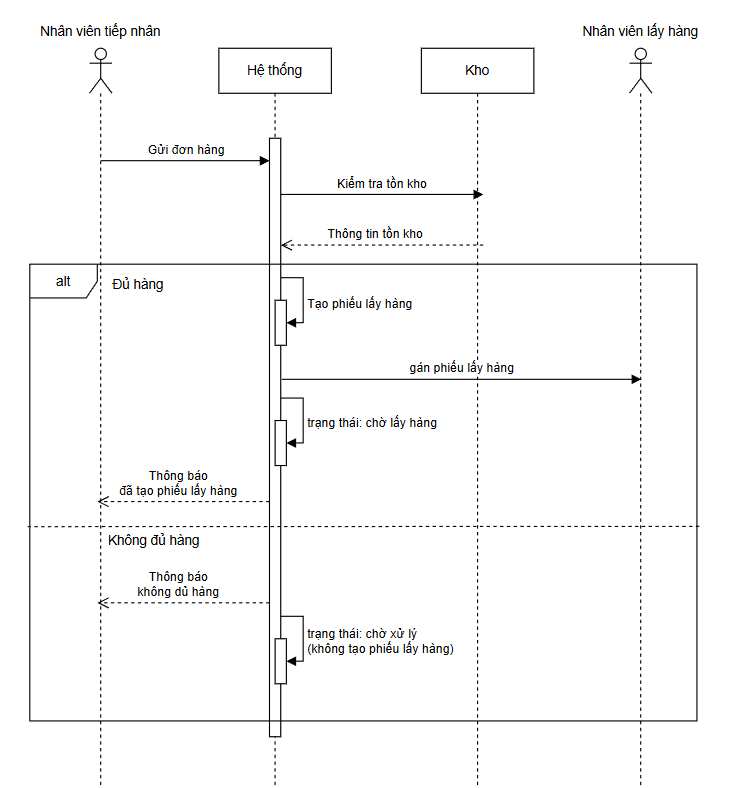 Nhân viên tiếp nhân
Nhân viên lấy hàng
Hệ thống
Kho
Gửi đơn hàng
Kiểm tra tồn kho
Thông tin tồn kho
alt
Đủ hàng
Tạo phiếu lấy hàng
gán phiếu lấy hàng
trạng thái: chờ lấy hàng
Thông báo
đã tạo phiếu lấy hàng
Không đủ hàng
Thông báo
không dủ hàng
trạng thái: chờ xử lý
(không tạo phiếu lấy hàng)